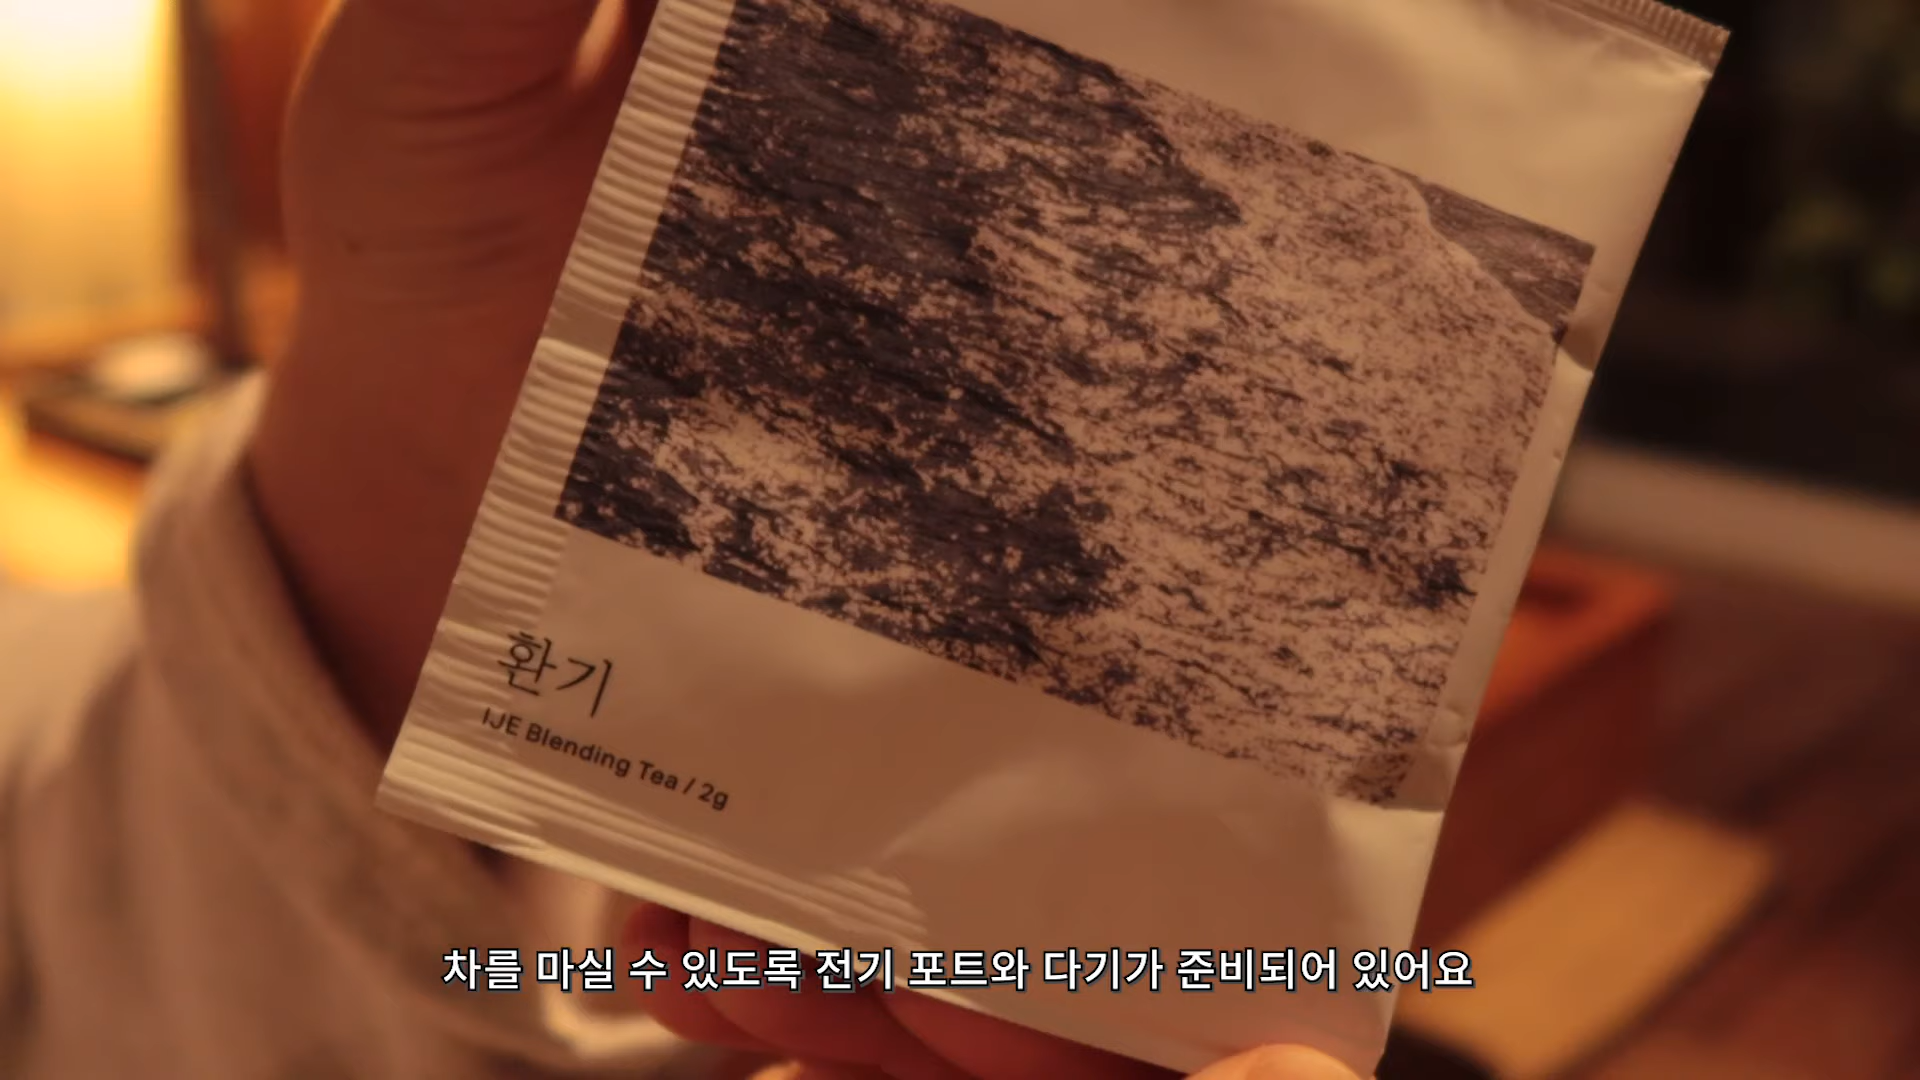 환기
IJE Blending Tea / 2g
차를 마실 수 있도록 전기 포트와 다기가 준비되어 있어요